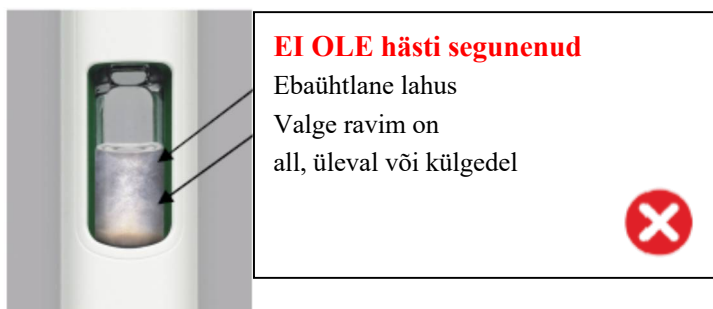 EI OLE hästi segunenud
Ebaühtlane lahus
Valge ravim on
all, üleval või külgedel